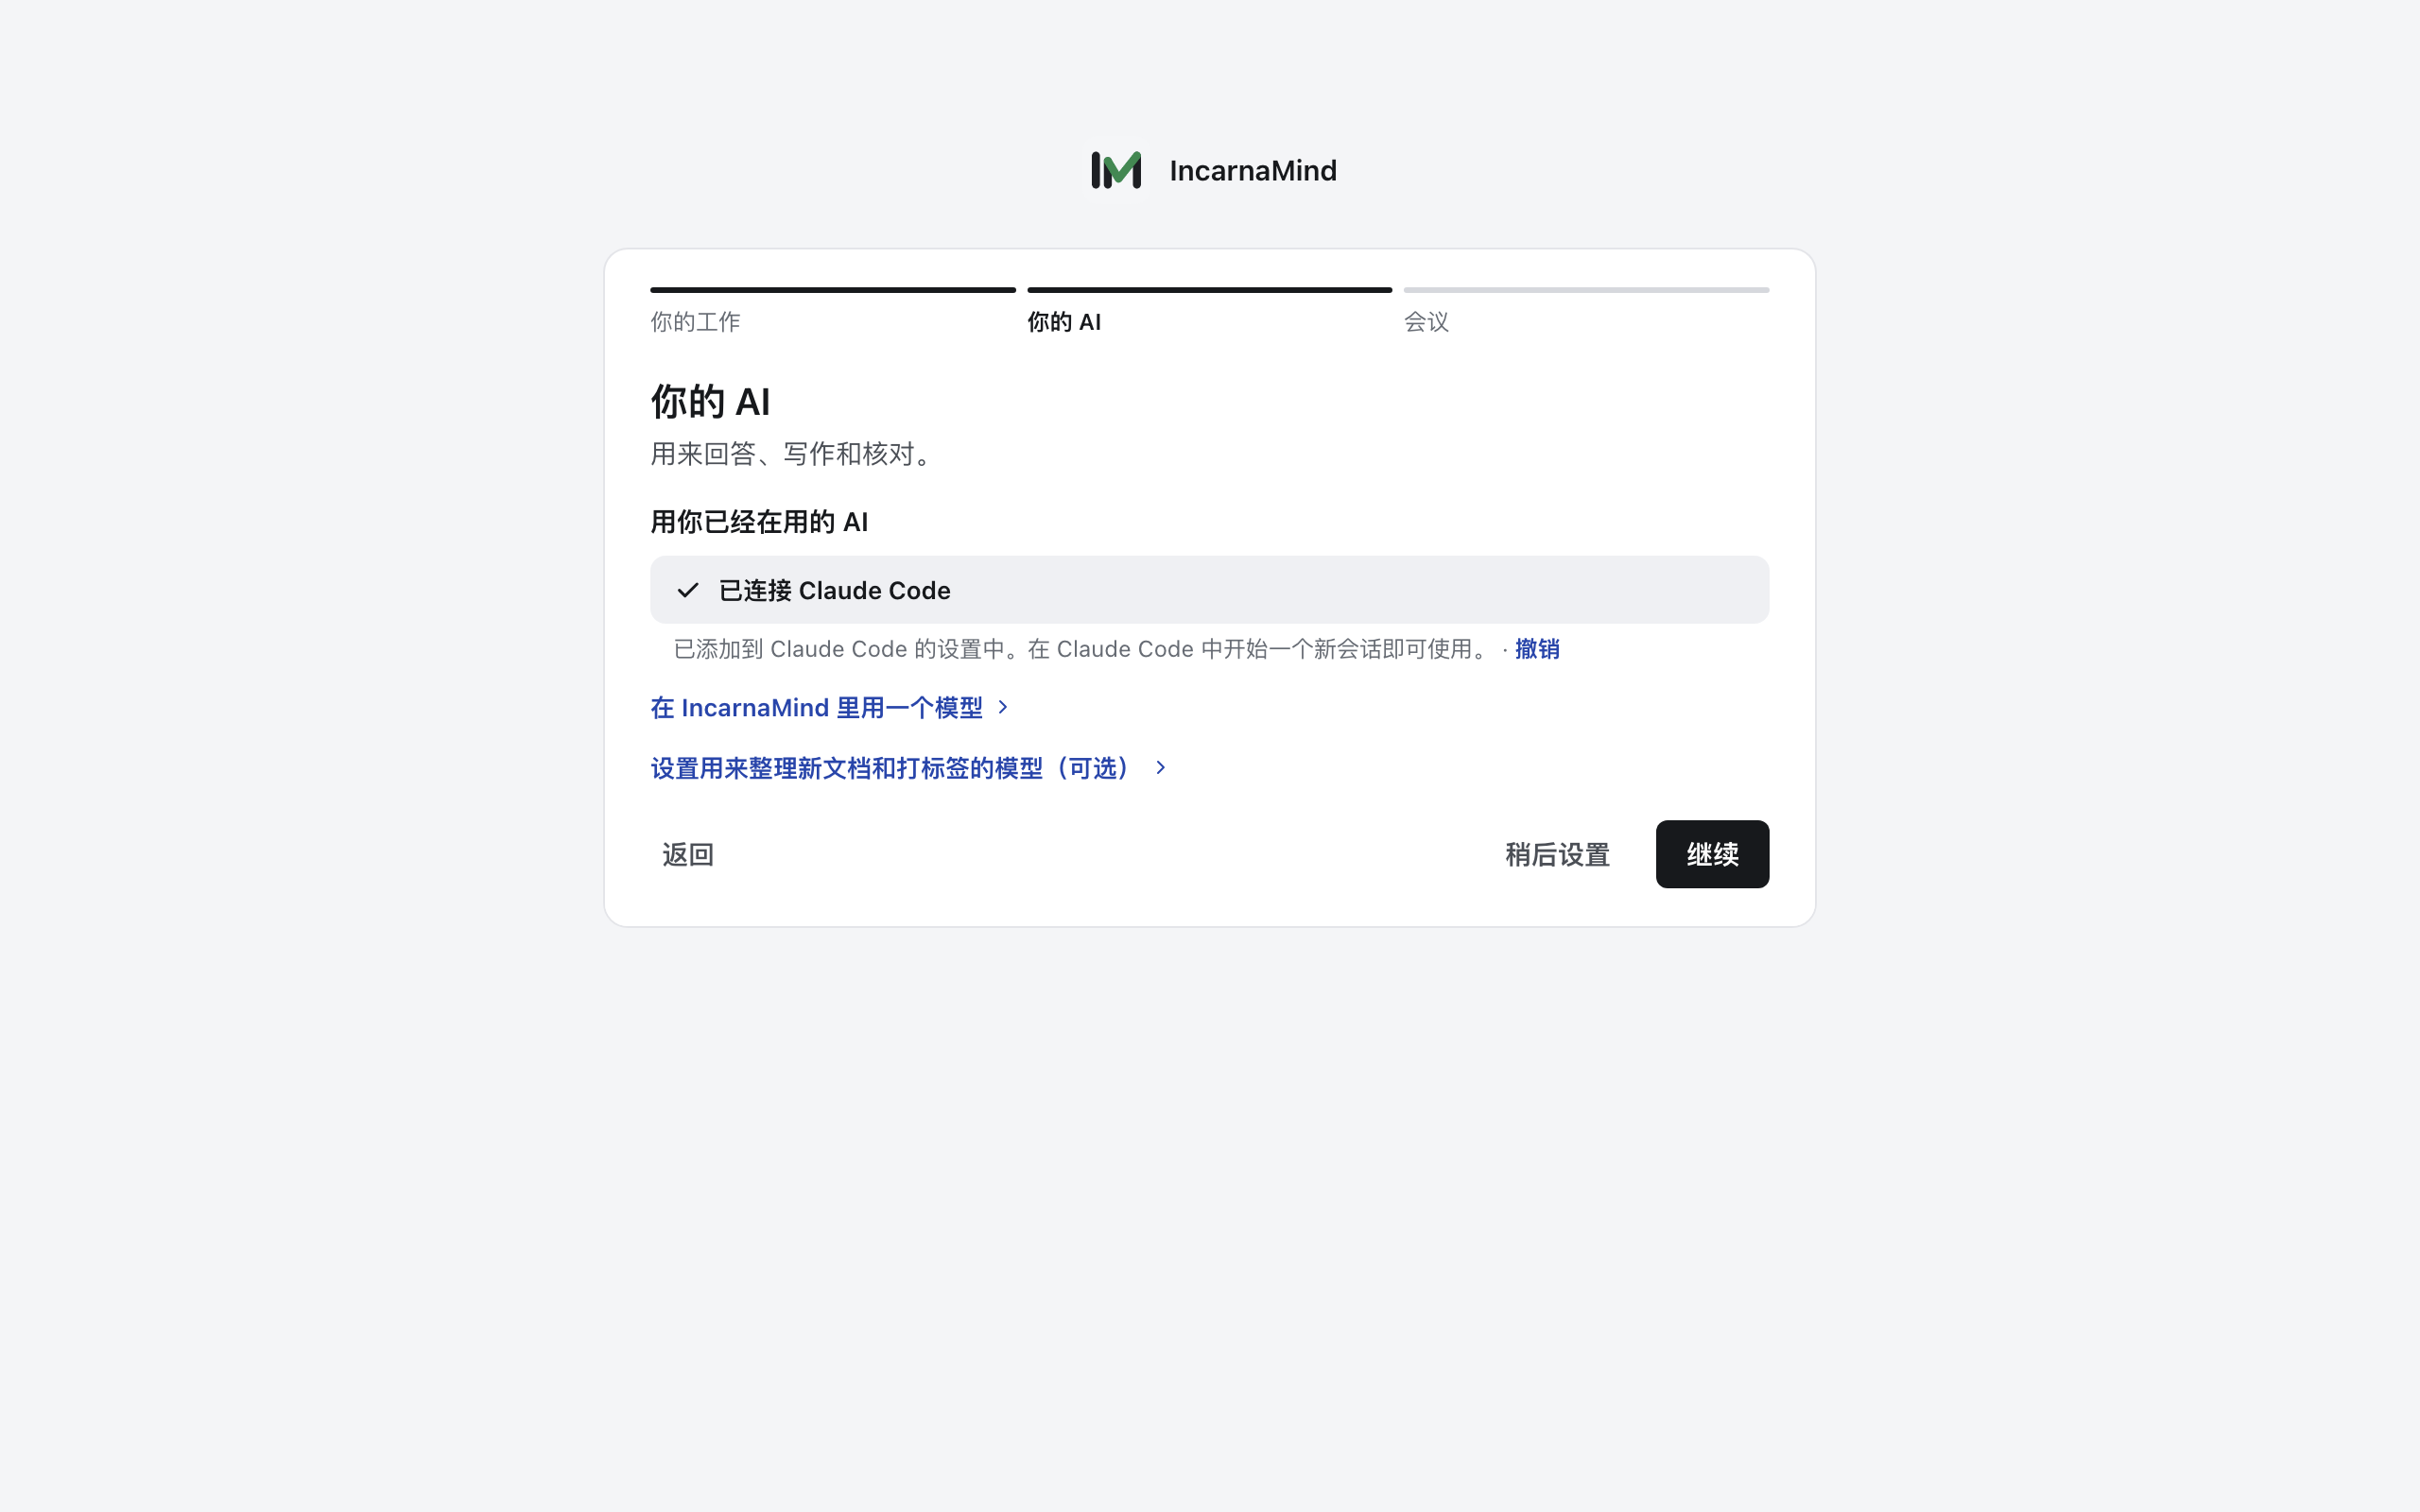 IncarnaMind
你的工作
你的 AI
会议
你的 AI
用来回答、写作和核对。
用你已经在用的 AI
已连接 Claude Code
已添加到 Claude Code 的设置中。在 Claude Code 中开始一个新会话即可使用。 · 撤销
在 IncarnaMind 里用一个模型
设置用来整理新文档和打标签的模型（可选）
返回
稍后设置
继续